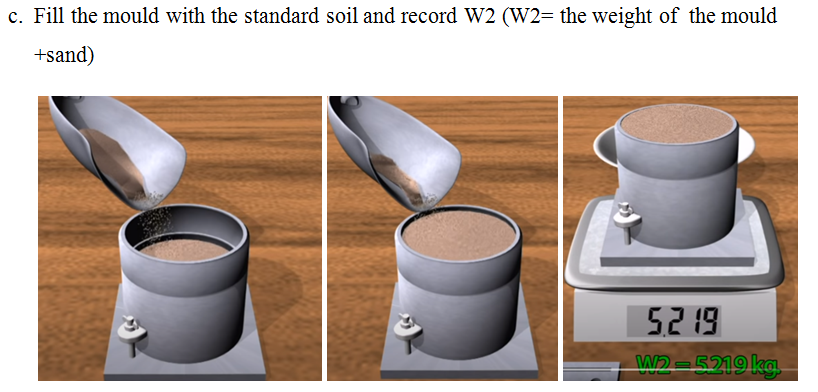 c. Fill the mould with the standard soil and record W2 (W2= the weight of the mould
+sand)
5.219
W2 = 5.219 kg.